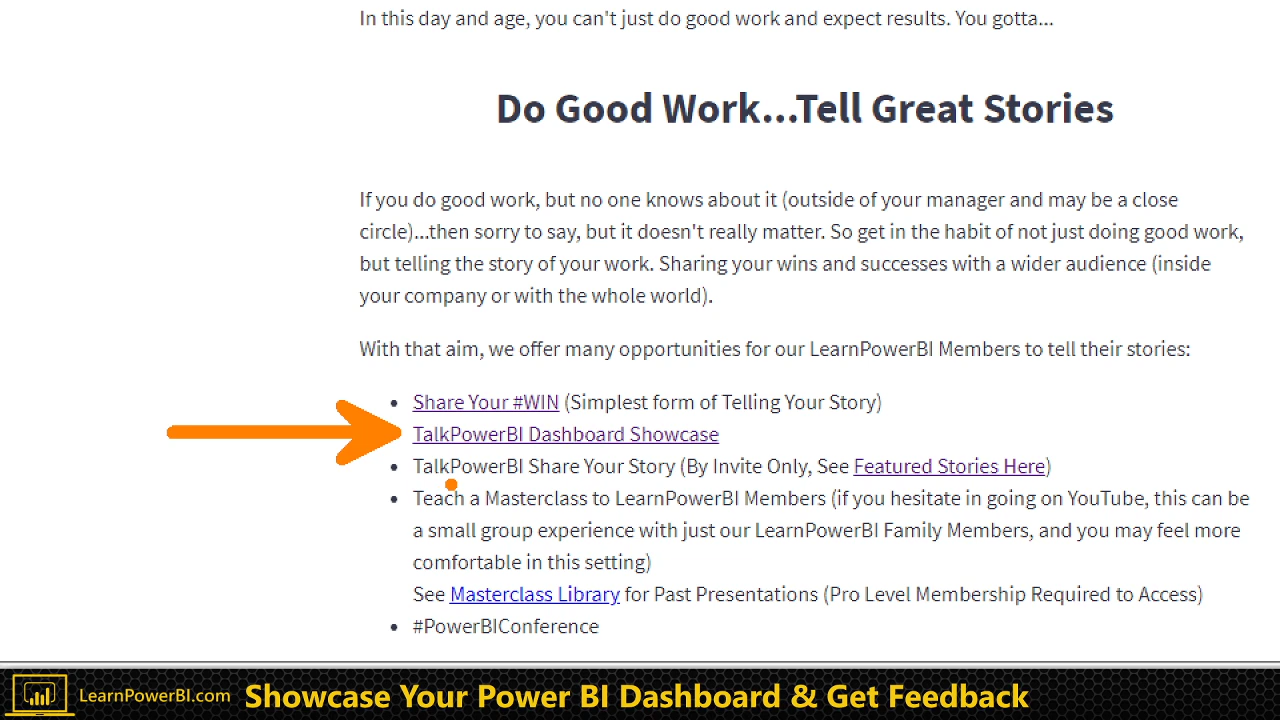 In this day and age, you can't just do good work and expect results. You gotta...
Do Good Work...Tell Great Stories
If you do good work, but no one knows about it (outside of your manager and may be a close
circle)...then sorry to say, but it doesn't really matter. So get in the habit of not just doing good work,
but telling the story of your work. Sharing your wins and successes with a wider audience (inside
your company or with the whole world).
With that aim, we offer many opportunities for our LearnPowerBI Members to tell their stories:
• Share Your #WIN (Simplest form of Telling Your Story)
TalkPowerBI Dashboard Showcase
• TalkPowerBI Share Your Story (By Invite Only, See Featured Stories Here)
• Teach a Masterclass to LearnPowerBI Members (if you hesitate in going on YouTube, this can be
a small group experience with just our LearnPowerBI Family Members, and you may feel more
comfortable in this setting)
See Masterclass Library for Past Presentations (Pro Level Membership Required to Access)
• #PowerBIConference
LearnPowerBI.com Showcase Your Power BI Dashboard & Get Feedback